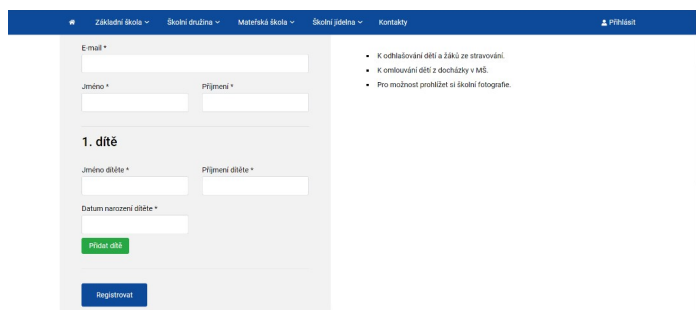 Základní škola Školní družina Mateřská škola Školní jídelna Kontakty Přihlásit
E-mail *
Jméno * Příjmení *
1. dítě
Jméno dítěte * Příjmení dítěte *
Datum narození dítěte *
Přidat dítě
Registrovat
K odhlašování dětí a žáků ze stravování.
K omlouvání dětí z docházky v MŠ.
Pro možnost prohlížet si školní fotografie.